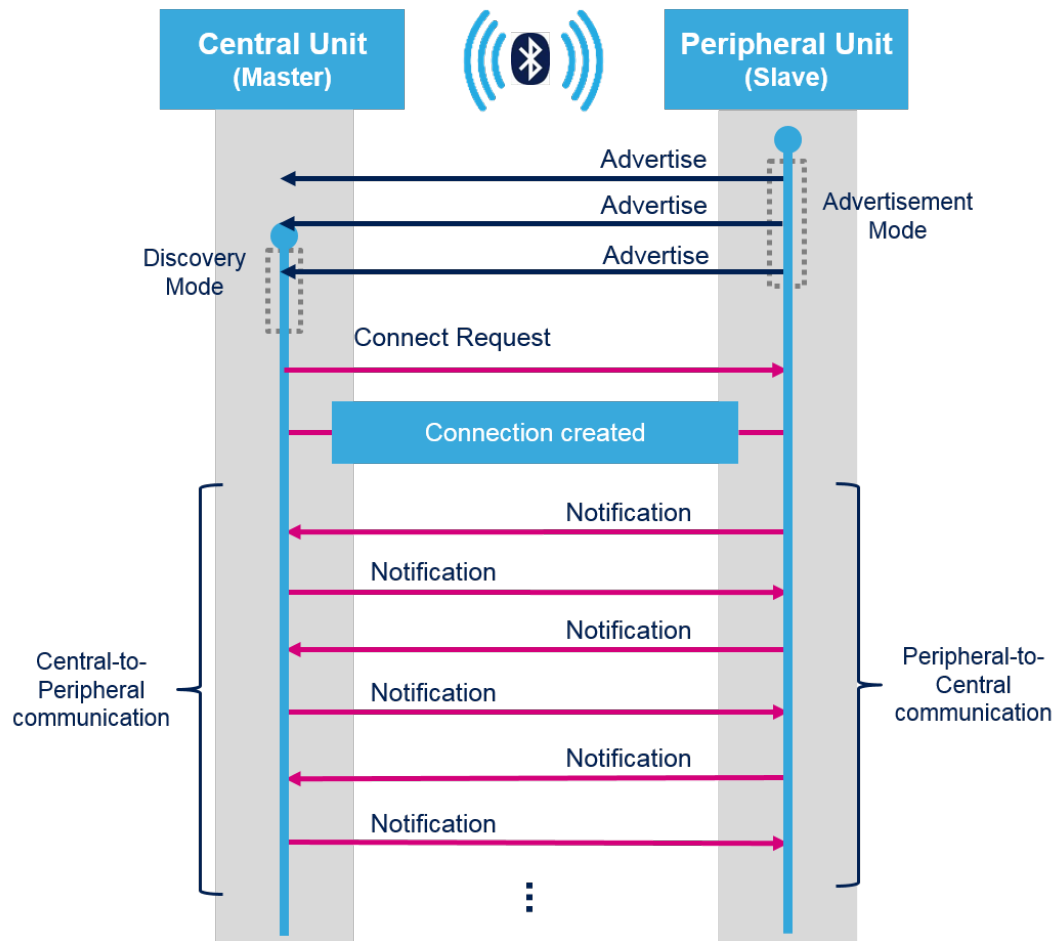 Central Unit
(Master)
Peripheral Unit
(Slave)
Advertise
Advertise
Advertisement
Mode
Advertise
Discovery
Mode
Connect Request
Connection created
Notification
Notification
Notification
Central-to-
Peripheral
communication
Peripheral-to-
Central
communication
Notification
Notification
Notification